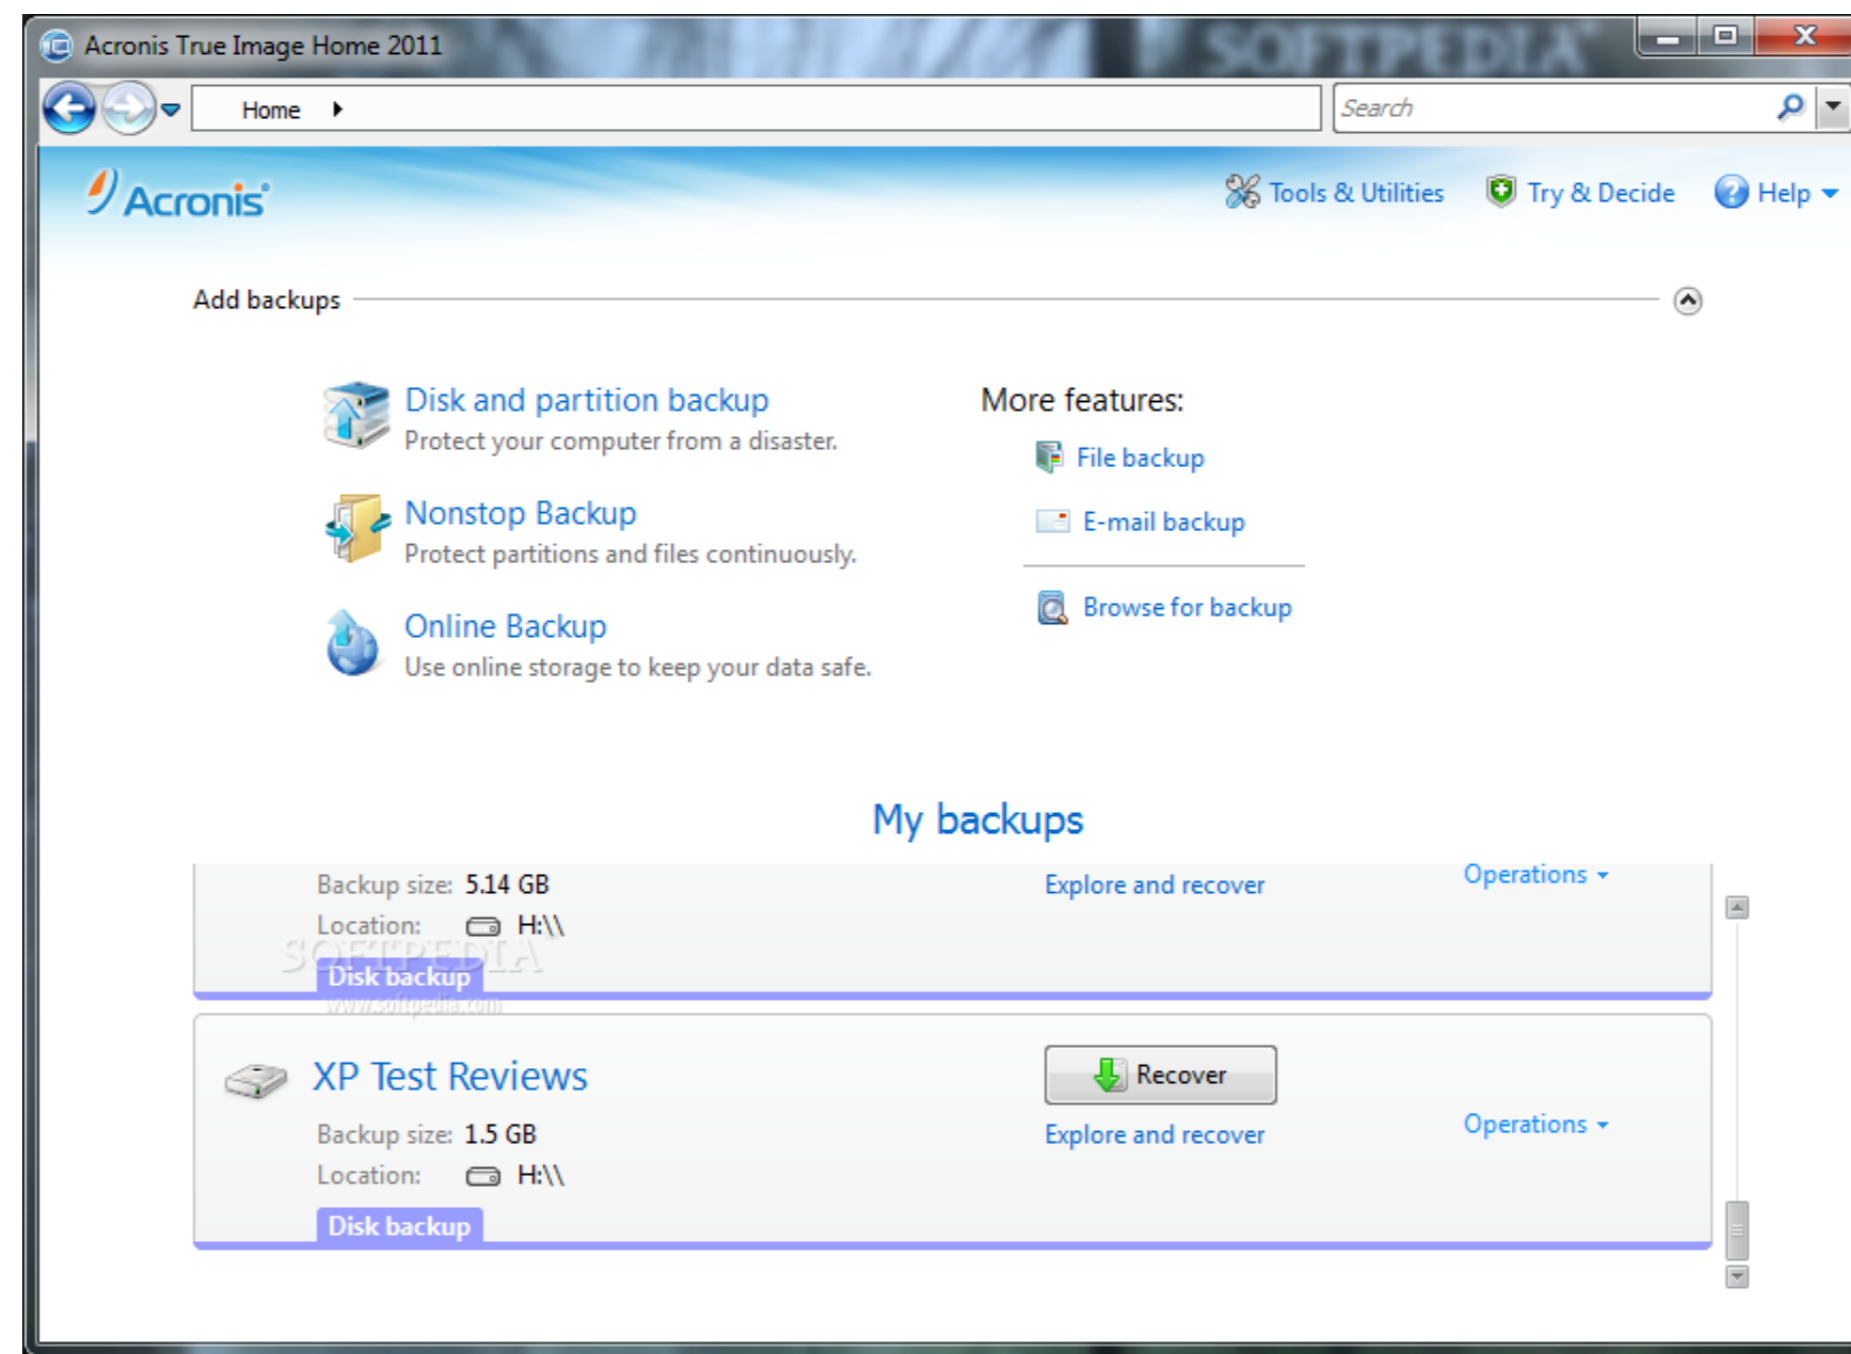 SOFTPEDIA
Acronis True Image Home 2011
Home
Search
Acronis
Tools & Utilities
Try & Decide
Help
Add backups
Disk and partition backup
Protect your computer from a disaster.
Nonstop Backup
Protect partitions and files continuously.
Online Backup
Use online storage to keep your data safe.
More features:
File backup
E-mail backup
Browse for backup
My backups
Backup size: 5.14 GB
Explore and recover
Operations
Location: H:\\
SOFTPEDIA
Disk backup
www.softpedia.com
XP Test Reviews
Recover
Backup size: 1.5 GB
Explore and recover
Operations
Location: H:\\
Disk backup